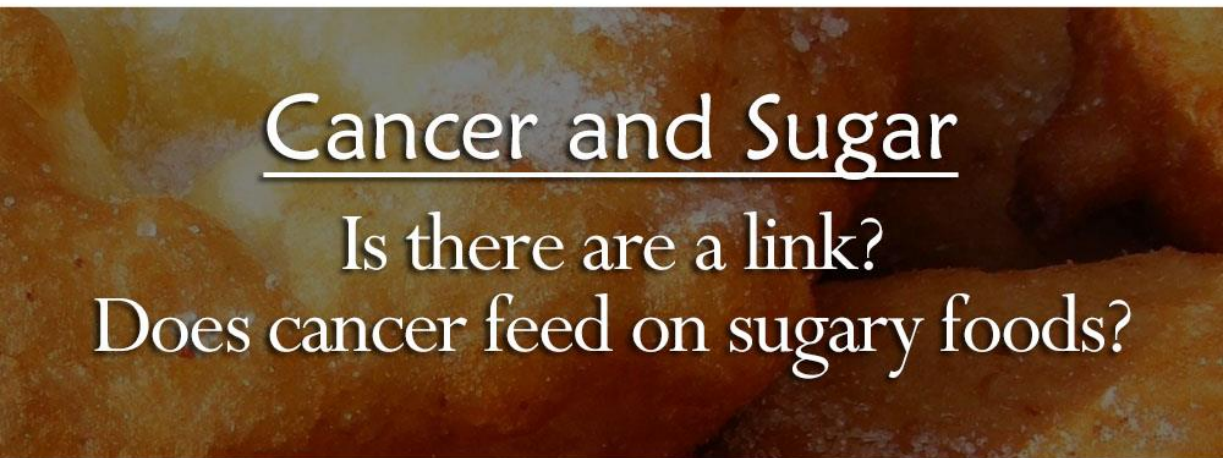 Cancer and Sugar
Is there are a link?
Does cancer feed on sugary foods?